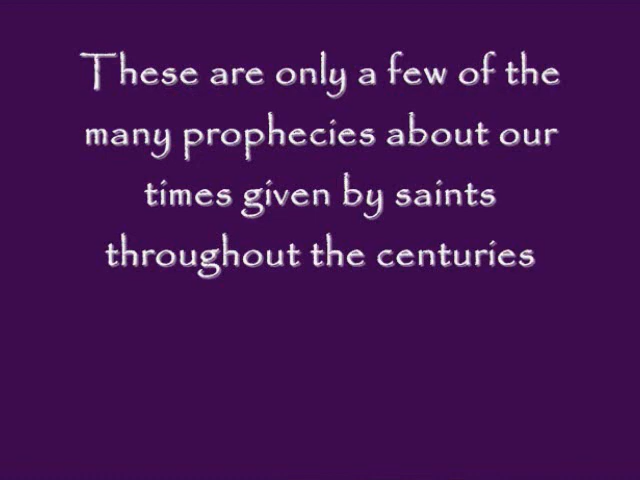 These are only a few of the
many prophecies about our
times given by saints
throughout the centuries